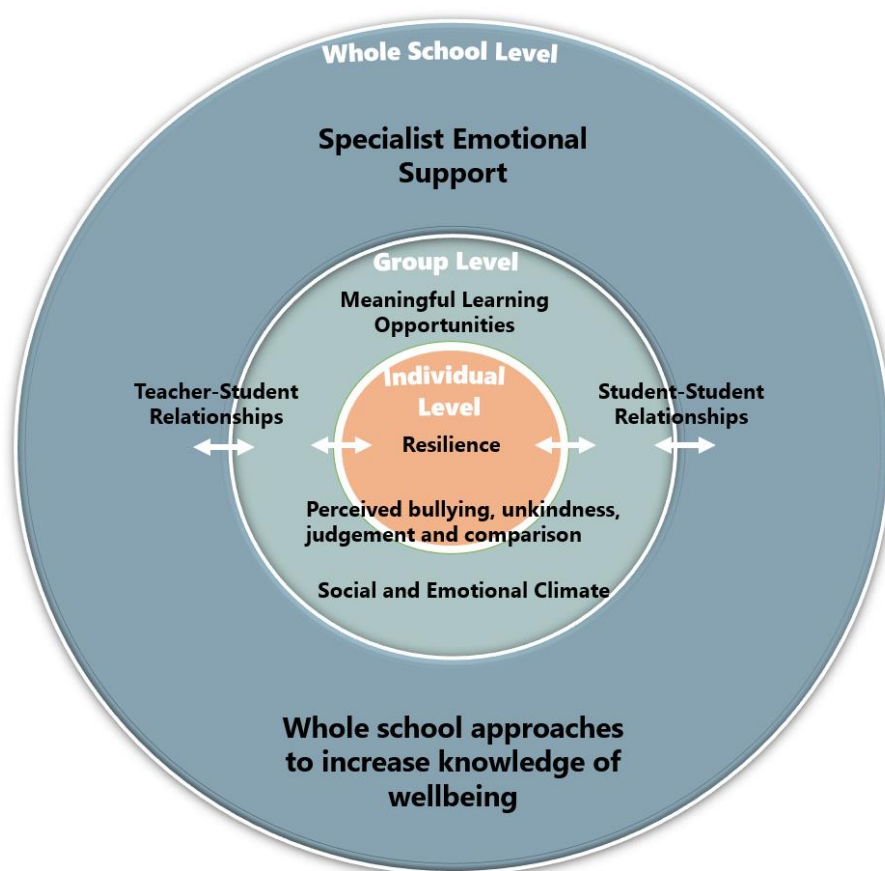 Whole School Level
Specialist Emotional
Support
Group Level
Meaningful Learning
Opportunities
Individual
Level
Teacher-Student
Relationships
Student-Student
Relationships
Resilience
Perceived bullying, unkindness,
judgement and comparison
Social and Emotional Climate
Whole school approaches
to increase knowledge of
wellbeing